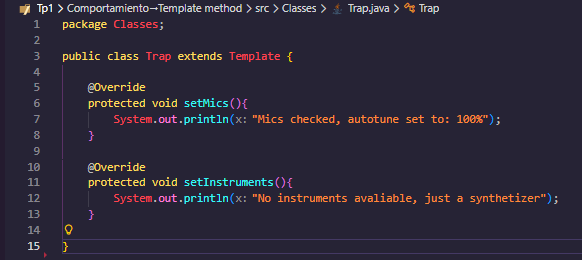 Tp1 > Comportamiento→Template method > src > Classes > Trap.java > Trap
1 package Classes;
2
3 public class Trap extends Template {
4
5 @Override
6 protected void setMics(){
7 System.out.println(x: "Mics checked, autotune set to: 100%");
8 }
9
10 @Override
11 protected void setInstruments(){
12 System.out.println(x: "No instruments avaliable, just a synthetizer");
13 }
14
15 }